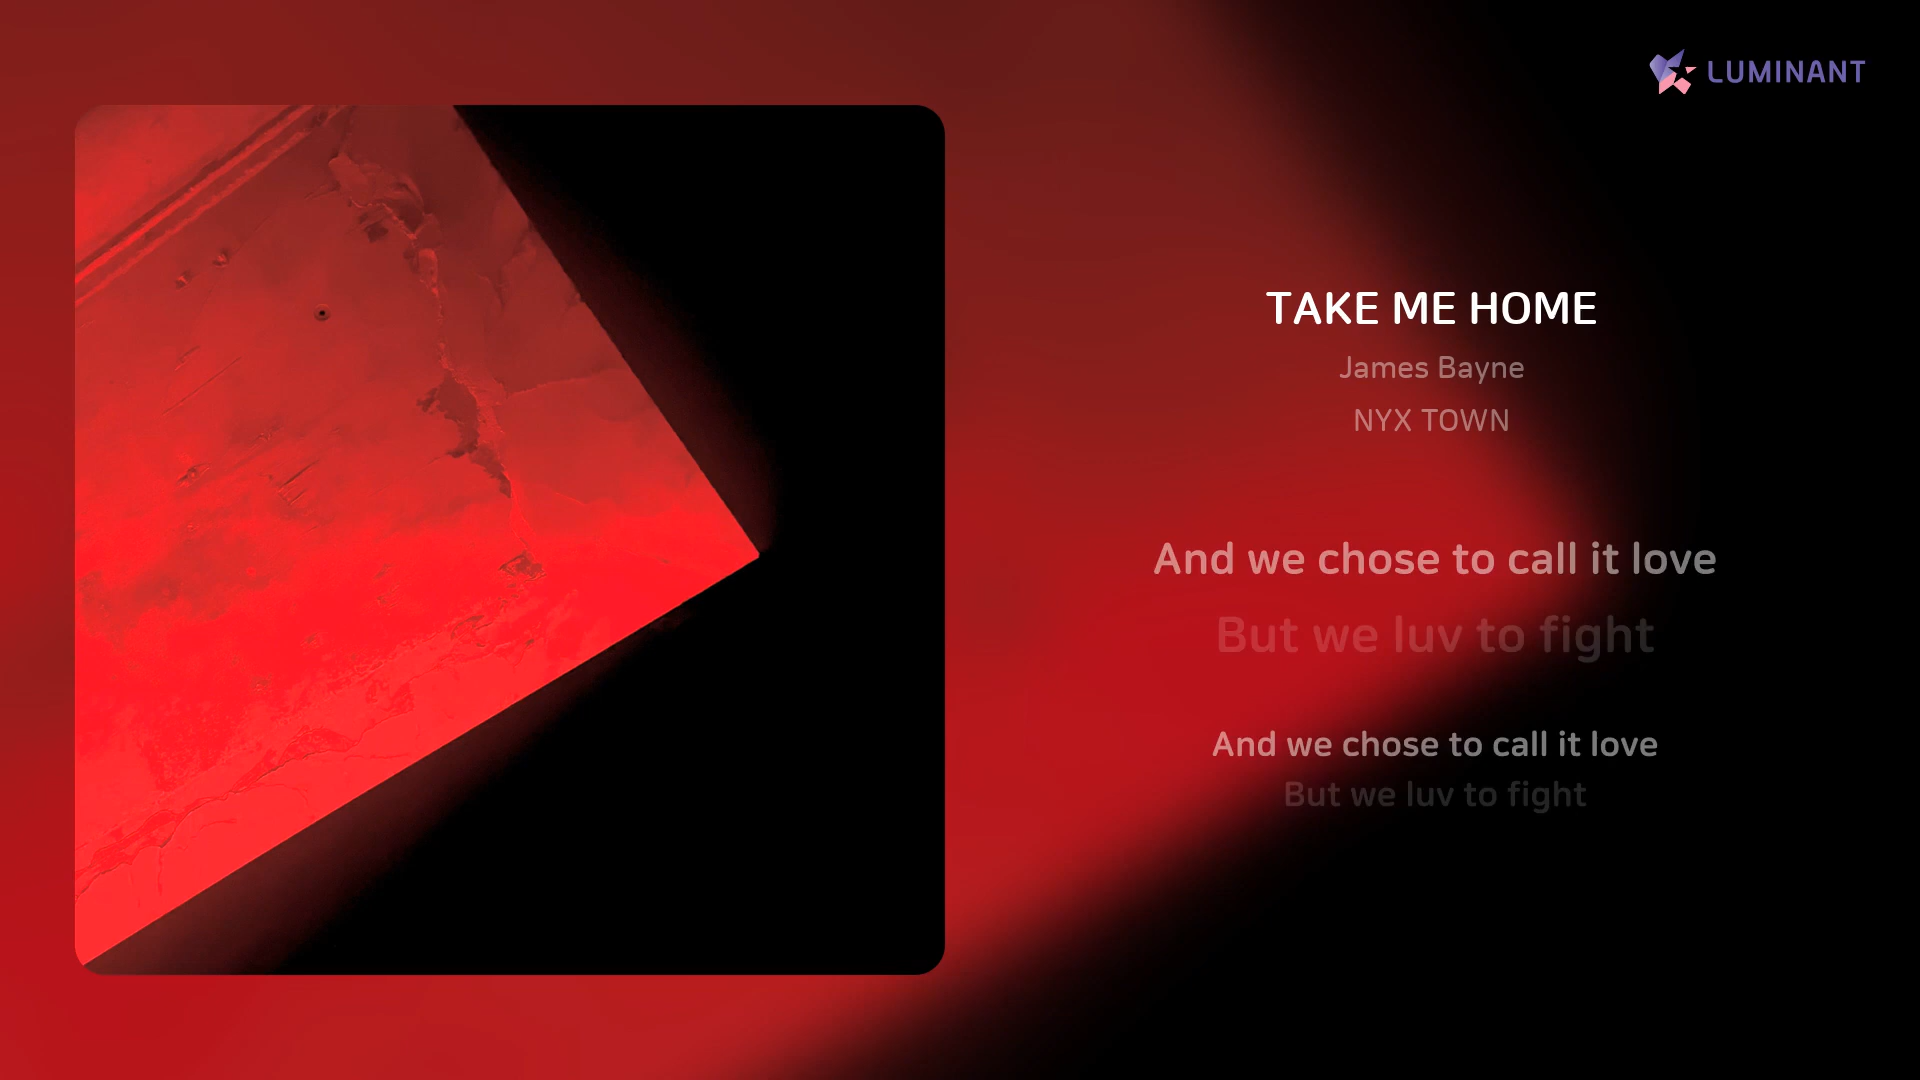 LUMINANT
TAKE ME HOME
James Bayne
NYX TOWN
And we chose to call it love
But we luv to fight
And we chose to call it love
But we luv to fight